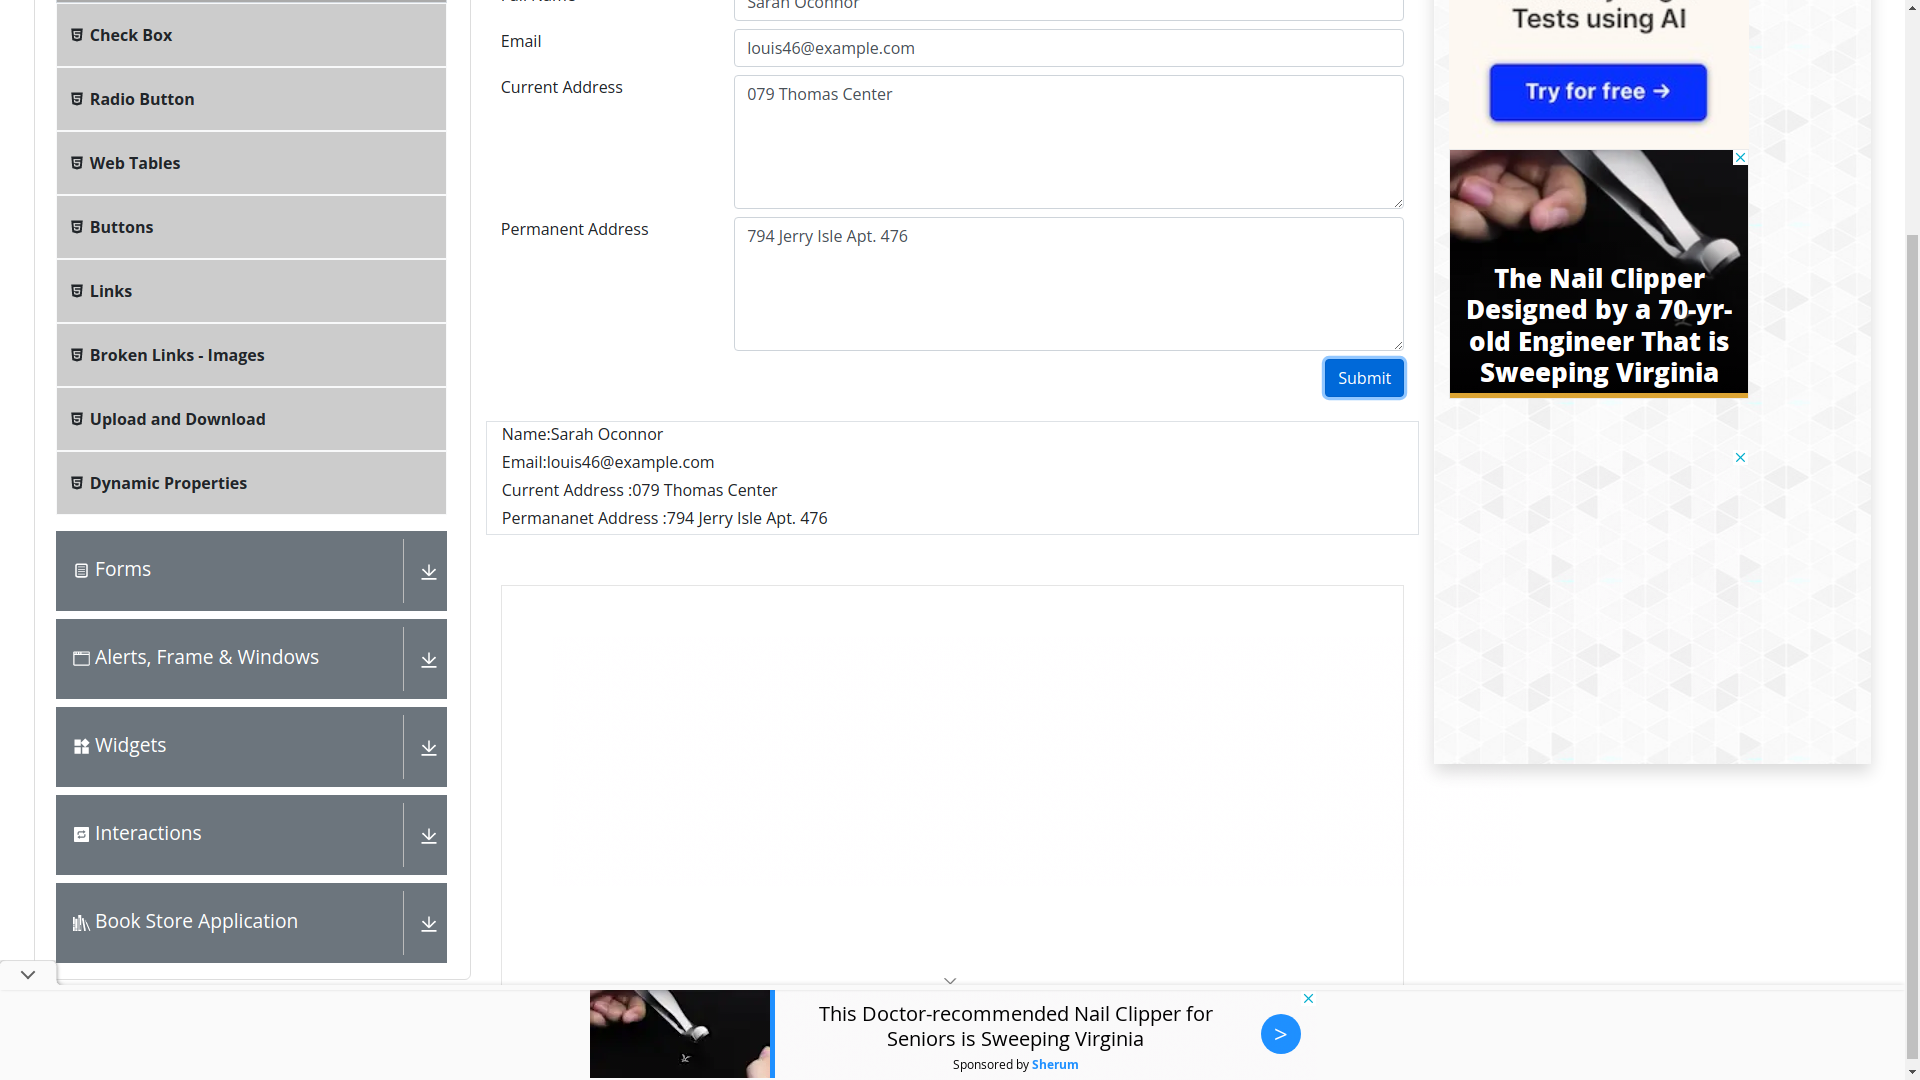 Check Box
Radio Button
Web Tables
Buttons
Links
Broken Links - Images
Upload and Download
Dynamic Properties
Forms
Alerts, Frame & Windows
Widgets
Interactions
Book Store Application
Sarah Oconnor
Email
louis46@example.com
Current Address
079 Thomas Center
Permanent Address
794 Jerry Isle Apt. 476
Submit
Name:Sarah Oconnor
Email:louis46@example.com
Current Address :079 Thomas Center
Permananet Address :794 Jerry Isle Apt. 476
Tests using AI
Try for free →
The Nail Clipper
Designed by a 70-yr-
old Engineer That is
Sweeping Virginia
This Doctor-recommended Nail Clipper for
Seniors is Sweeping Virginia
Sponsored by Sherum